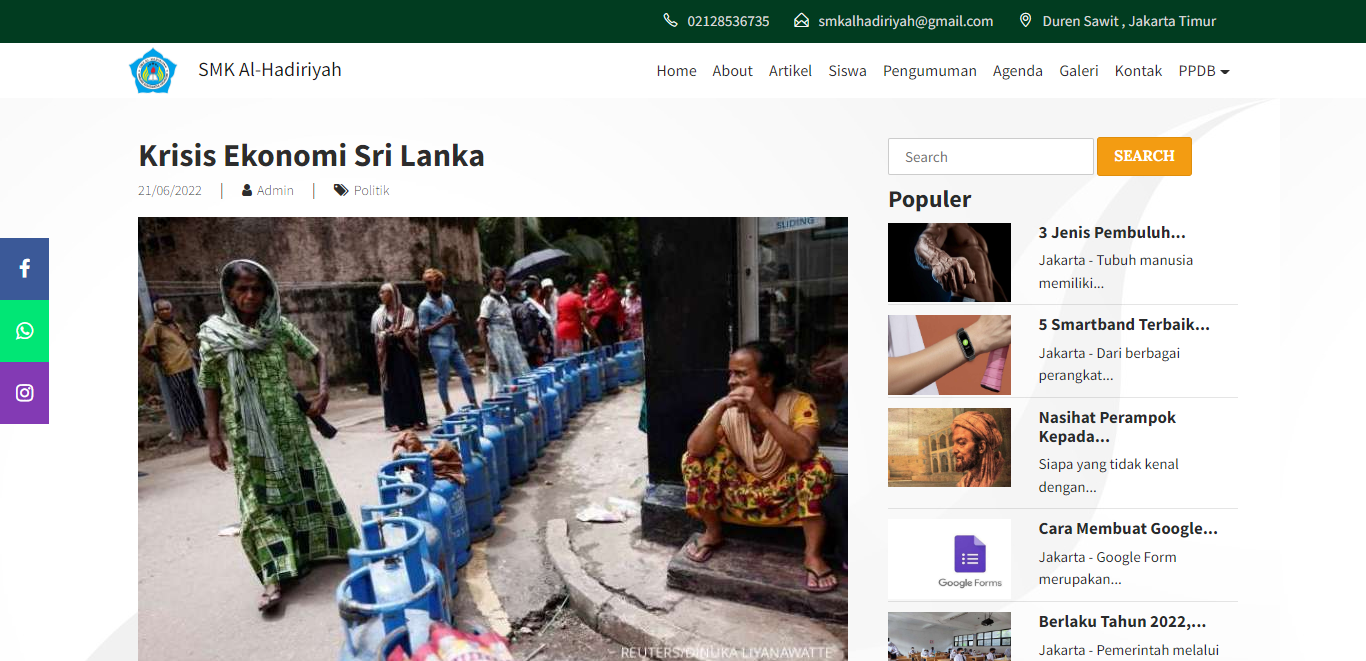 02128536735 smkalhadiriyah@gmail.com Duren Sawit , Jakarta Timur
SMK Al-Hadiriyah Home About Artikel Siswa Pengumuman Agenda Galeri Kontak PPDB
Krisis Ekonomi Sri Lanka
21/06/2022 | Admin | Politik
SLIDING
REUTERS/DINUKA LIYANAWATTE
Search SEARCH
Populer
3 Jenis Pembuluh...
Jakarta - Tubuh manusia
memiliki...
5 Smartband Terbaik...
Jakarta - Dari berbagai
perangkat...
Nasihat Perampok
Kepada...
Siapa yang tidak kenal
dengan...
Google Forms
Cara Membuat Google...
Jakarta - Google Form
merupakan...
Berlaku Tahun 2022,...
Jakarta - Pemerintah melalui